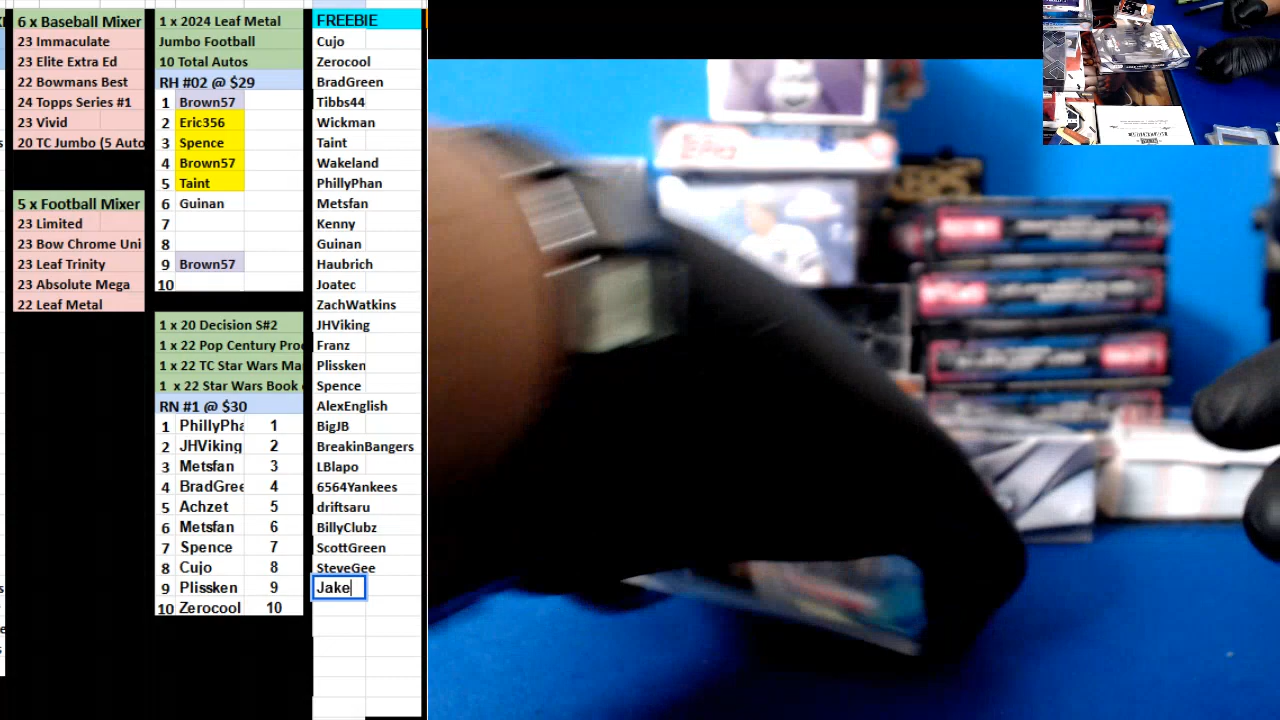 6 x Baseball Mixer
23 Immaculate
23 Elite Extra Ed
22 Bowmans Best
24 Topps Series #1
23 Vivid
20 TC Jumbo (5 Auto
5 x Football Mixer
23 Limited
23 Bow Chrome Uni
23 Leaf Trinity
23 Absolute Mega
22 Leaf Metal
1 x 2024 Leaf Metal
Jumbo Football
10 Total Autos
RH #02 @ $29
1 Brown57
2 Eric356
3 Spence
4 Brown57
5 Taint
6 Guinan
7
8
9 Brown57
10
1 x 20 Decision S#2
1 x 22 Pop Century Pro
1 x 22 TC Star Wars Ma
1 x 22 Star Wars Book
RN #1 @ $30
1 PhillyPha 1
2 JHViking 2
3 Metsfan 3
4 BradGree 4
5 Achzet 5
6 Metsfan 6
7 Spence 7
8 Cujo 8
9 Plissken 9
10 Zerocool 10
FREEBIE
Cujo
Zerocool
BradGreen
Tibbs44
Wickman
Taint
Wakeland
PhillyPhan
Metsfan
Kenny
Guinan
Haubrich
Joatec
ZachWatkins
JHViking
Franz
Plissken
Spence
AlexEnglish
BigJB
BreakinBangers
LBlapo
6564Yankees
driftsaru
BillyClubz
ScottGreen
SteveGee
Jake